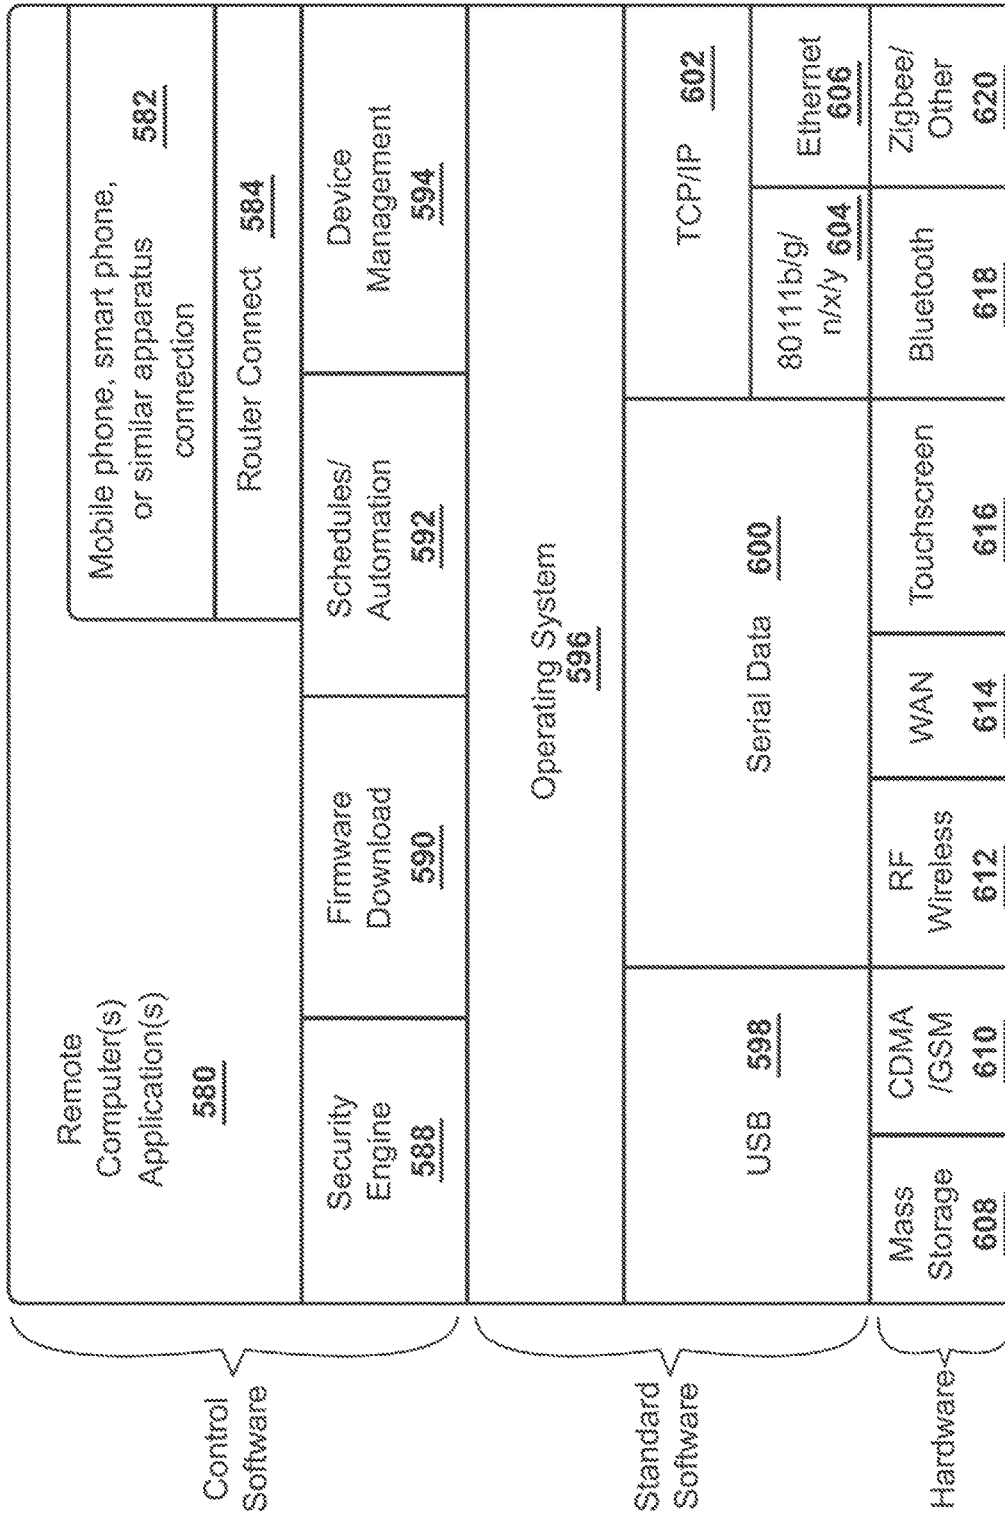 Control
Software
Remote
Computer(s)
Application(s)
580
Mobile phone, smart phone,
or similar apparatus
connection
582
Router Connect 584
Security
Engine
588
Firmware
Download
590
Schedules/
Automation
592
Device
Management
594
Standard
Software
Operating System
596
USB 598
Serial Data 600
TCP/IP 602
80111b/g/
n/x/y 604
Ethernet
606
Hardware
Mass
Storage
608
CDMA
/GSM
610
RF
Wireless
612
WAN
614
Touchscreen
616
Bluetooth
618
Zigbee/
Other
620